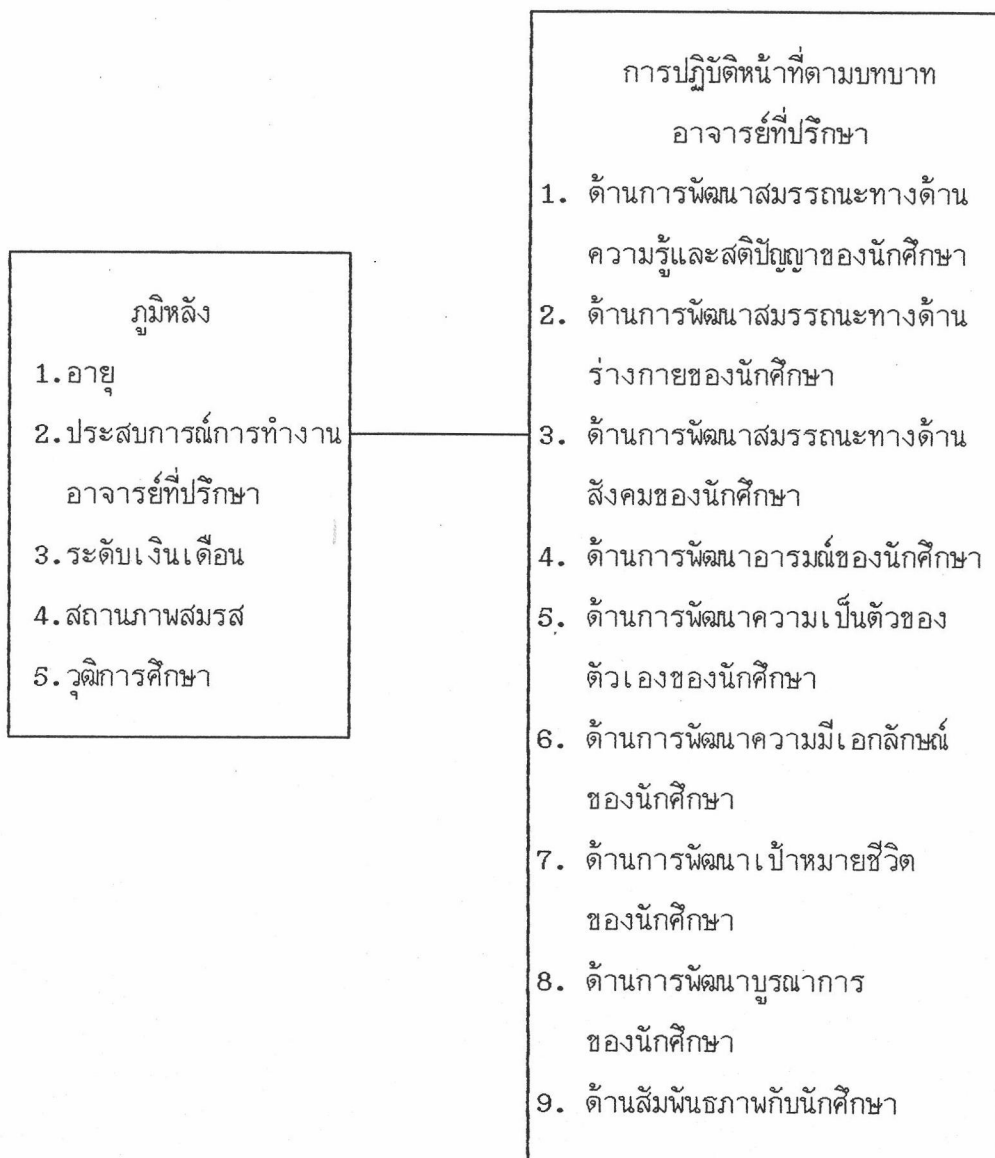 ภูมิหลัง
1.อายุ
2.ประสบการณ์การทำงาน
อาจารย์ที่ปรึกษา
3.ระดับเงินเดือน
4.สถานภาพสมรส
5.วุฒิการศึกษา
การปฏิบัติหน้าที่ตามบทบาท
อาจารย์ที่ปรึกษา
1. ด้านการพัฒนาสมรรถนะทางด้าน
ความรู้และสติปัญญาของนักศึกษา
2. ด้านการพัฒนาสมรรถนะทางด้าน
ร่างกายของนักศึกษา
3. ด้านการพัฒนาสมรรถนะทางด้าน
สังคมของนักศึกษา
4. ด้านการพัฒนาอารมณ์ของนักศึกษา
5. ด้านการพัฒนาความเป็นตัวของ
ตัวเองของนักศึกษา
6. ด้านการพัฒนาความมีเอกลักษณ์
ของนักศึกษา
7. ด้านการพัฒนาเป้าหมายชีวิต
ของนักศึกษา
8. ด้านการพัฒนาบูรณาการ
ของนักศึกษา
9. ด้านสัมพันธภาพกับนักศึกษา